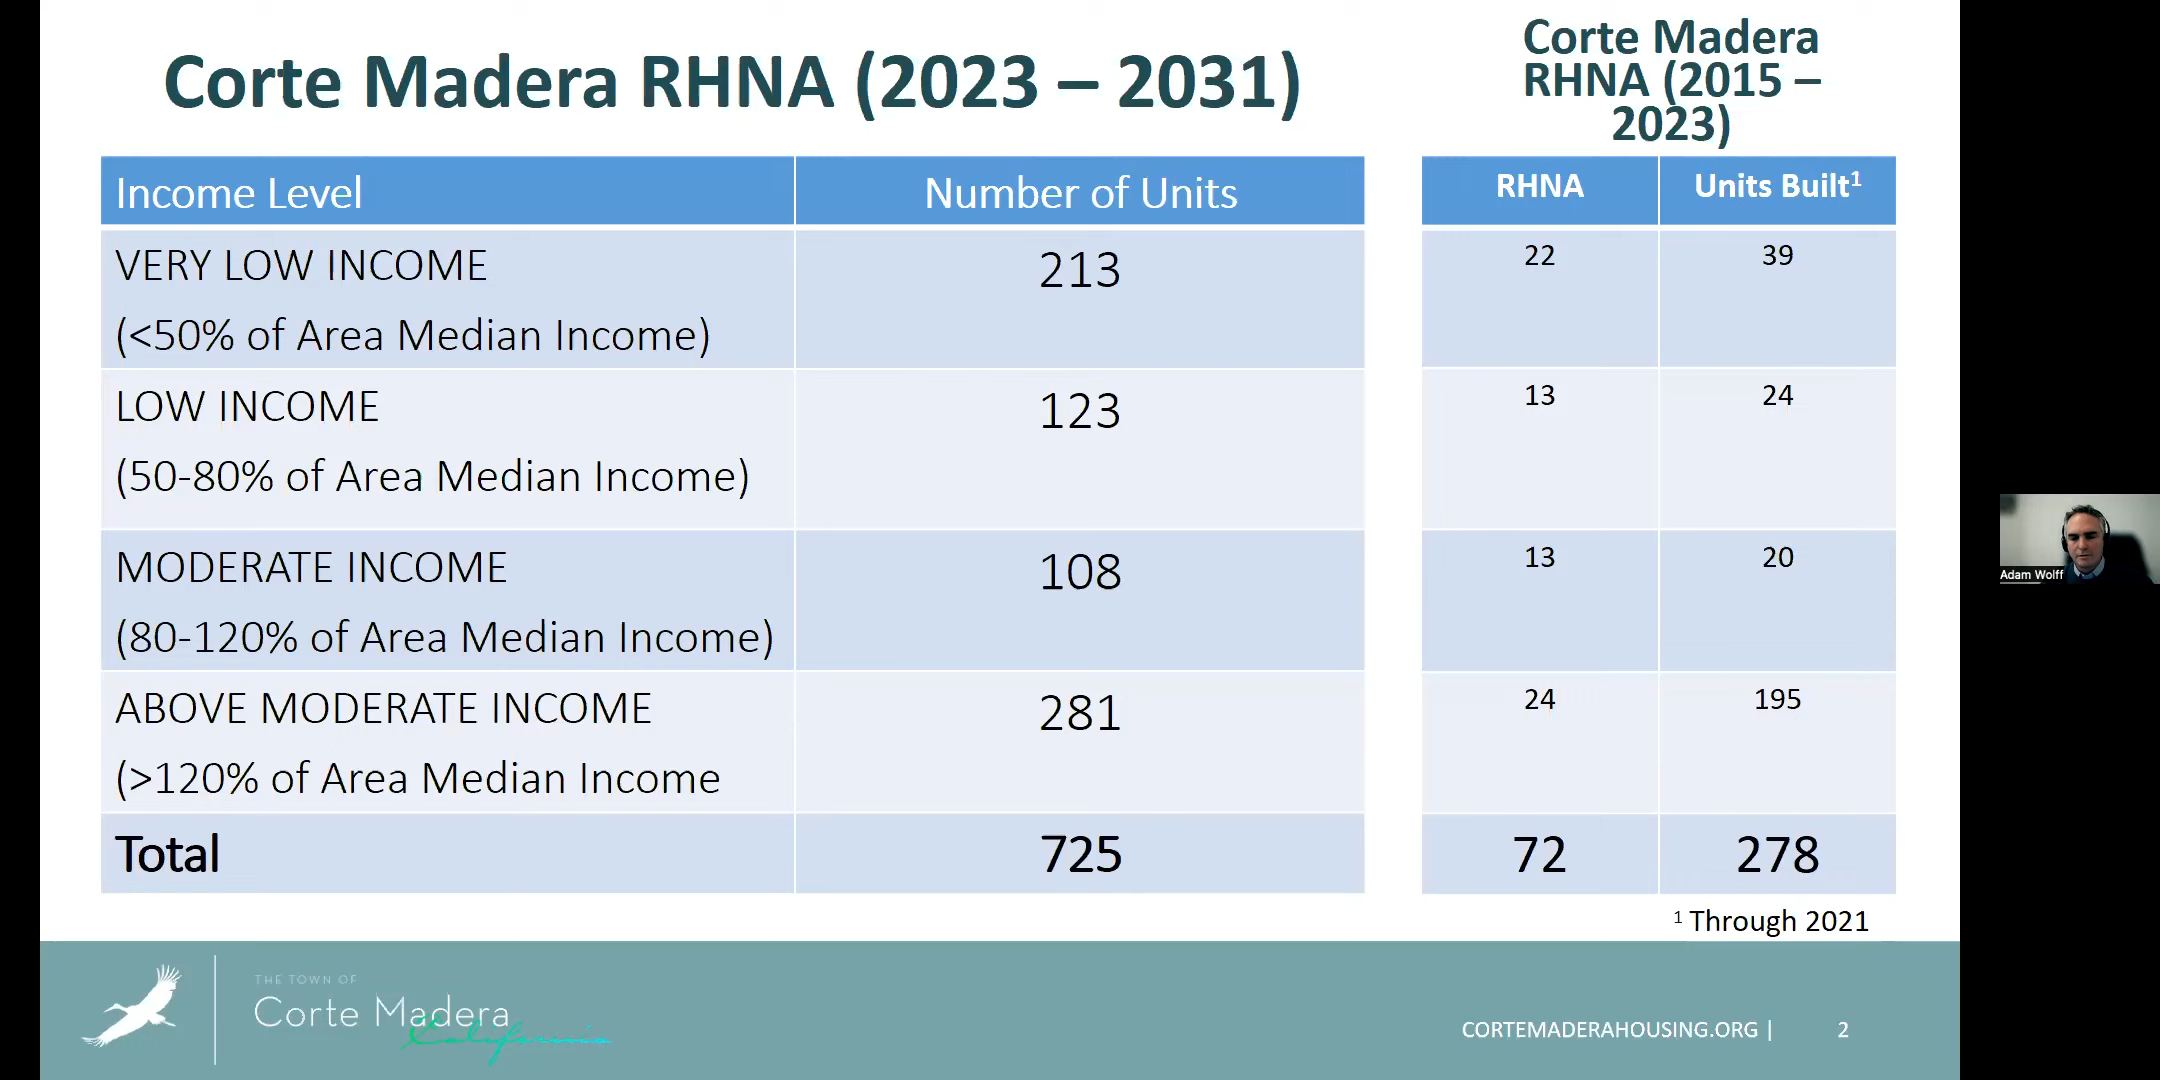 Corte Madera RHNA (2023 – 2031)
Income Level
Number of Units
VERY LOW INCOME
(<50% of Area Median Income)
213
LOW INCOME
(50-80% of Area Median Income)
123
MODERATE INCOME
(80-120% of Area Median Income)
108
ABOVE MODERATE INCOME
(>120% of Area Median Income
281
Total
725
Corte Madera
RHNA (2015 –
2023)
RHNA
Units Built¹
22
39
13
24
13
20
24
195
72
278
¹ Through 2021
Adam Wolff
THE TOWN OF
Corte Madera
California
CORTEMADERAHOUSING.ORG |
2